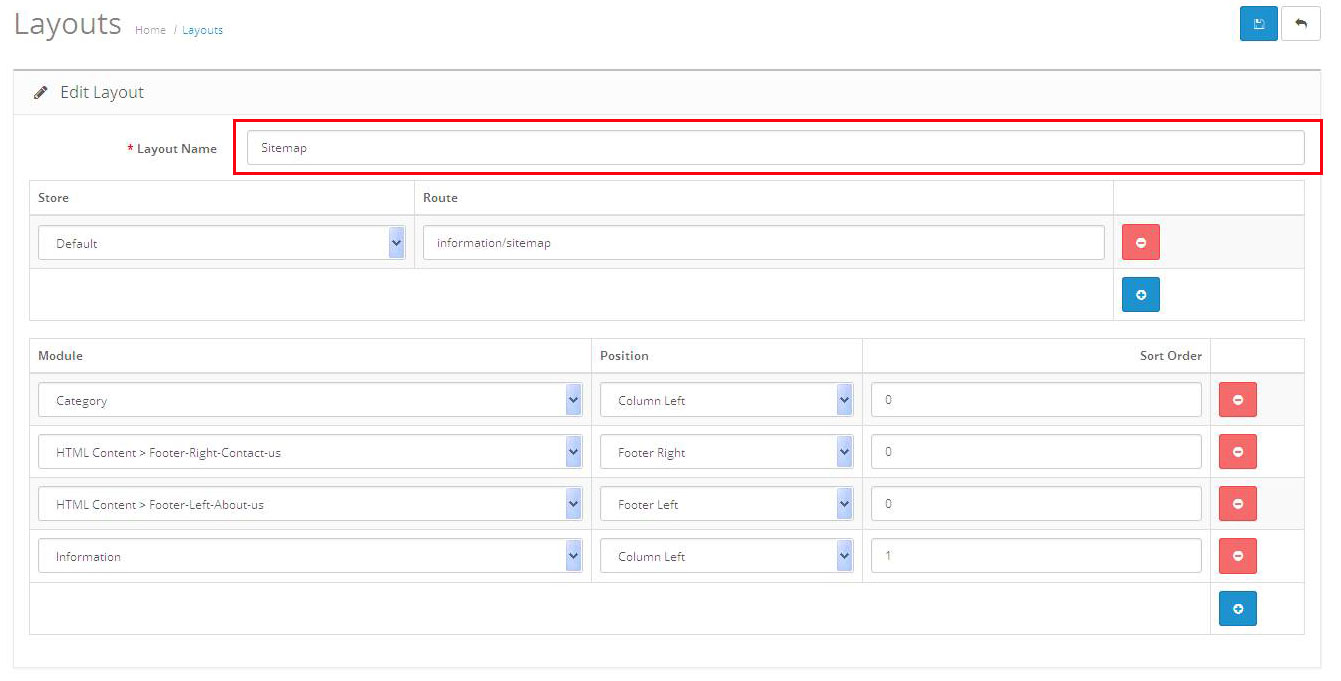 Layouts Home / Layouts
Edit Layout
* Layout Name Sitemap
Store Route
Default information/sitemap
Module Position Sort Order
Category Column Left 0
HTML Content > Footer-Right-Contact-us Footer Right 0
HTML Content > Footer-Left-About-us Footer Left 0
Information Column Left 1